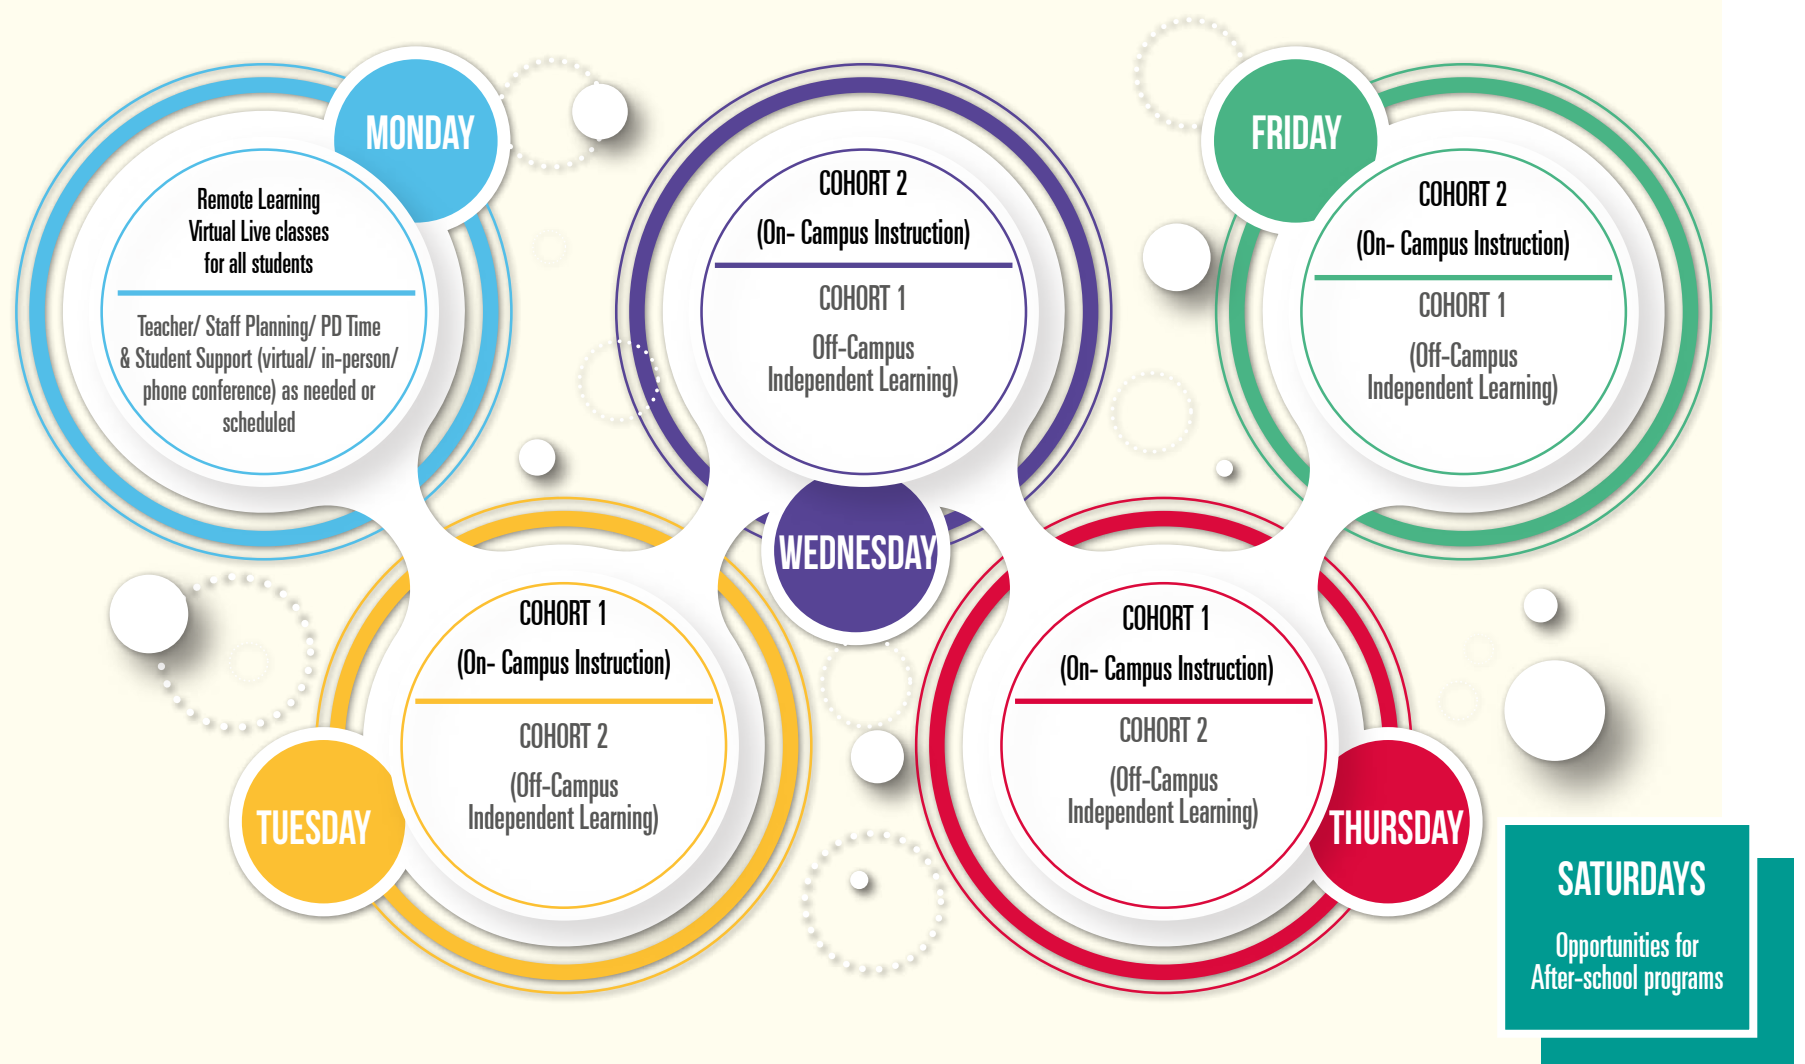 MONDAY
Remote Learning
Virtual Live classes
for all students
Teacher/ Staff Planning/ PD Time
& Student Support (virtual/ in-person/
phone conference) as needed or
scheduled
TUESDAY
COHORT 1
(On- Campus Instruction)
COHORT 2
(Off-Campus
Independent Learning)
WEDNESDAY
COHORT 2
(On- Campus Instruction)
COHORT 1
Off-Campus
Independent Learning)
THURSDAY
COHORT 1
(On- Campus Instruction)
COHORT 2
(Off-Campus
Independent Learning)
FRIDAY
COHORT 2
(On- Campus Instruction)
COHORT 1
(Off-Campus
Independent Learning)
SATURDAYS
Opportunities for
After-school programs